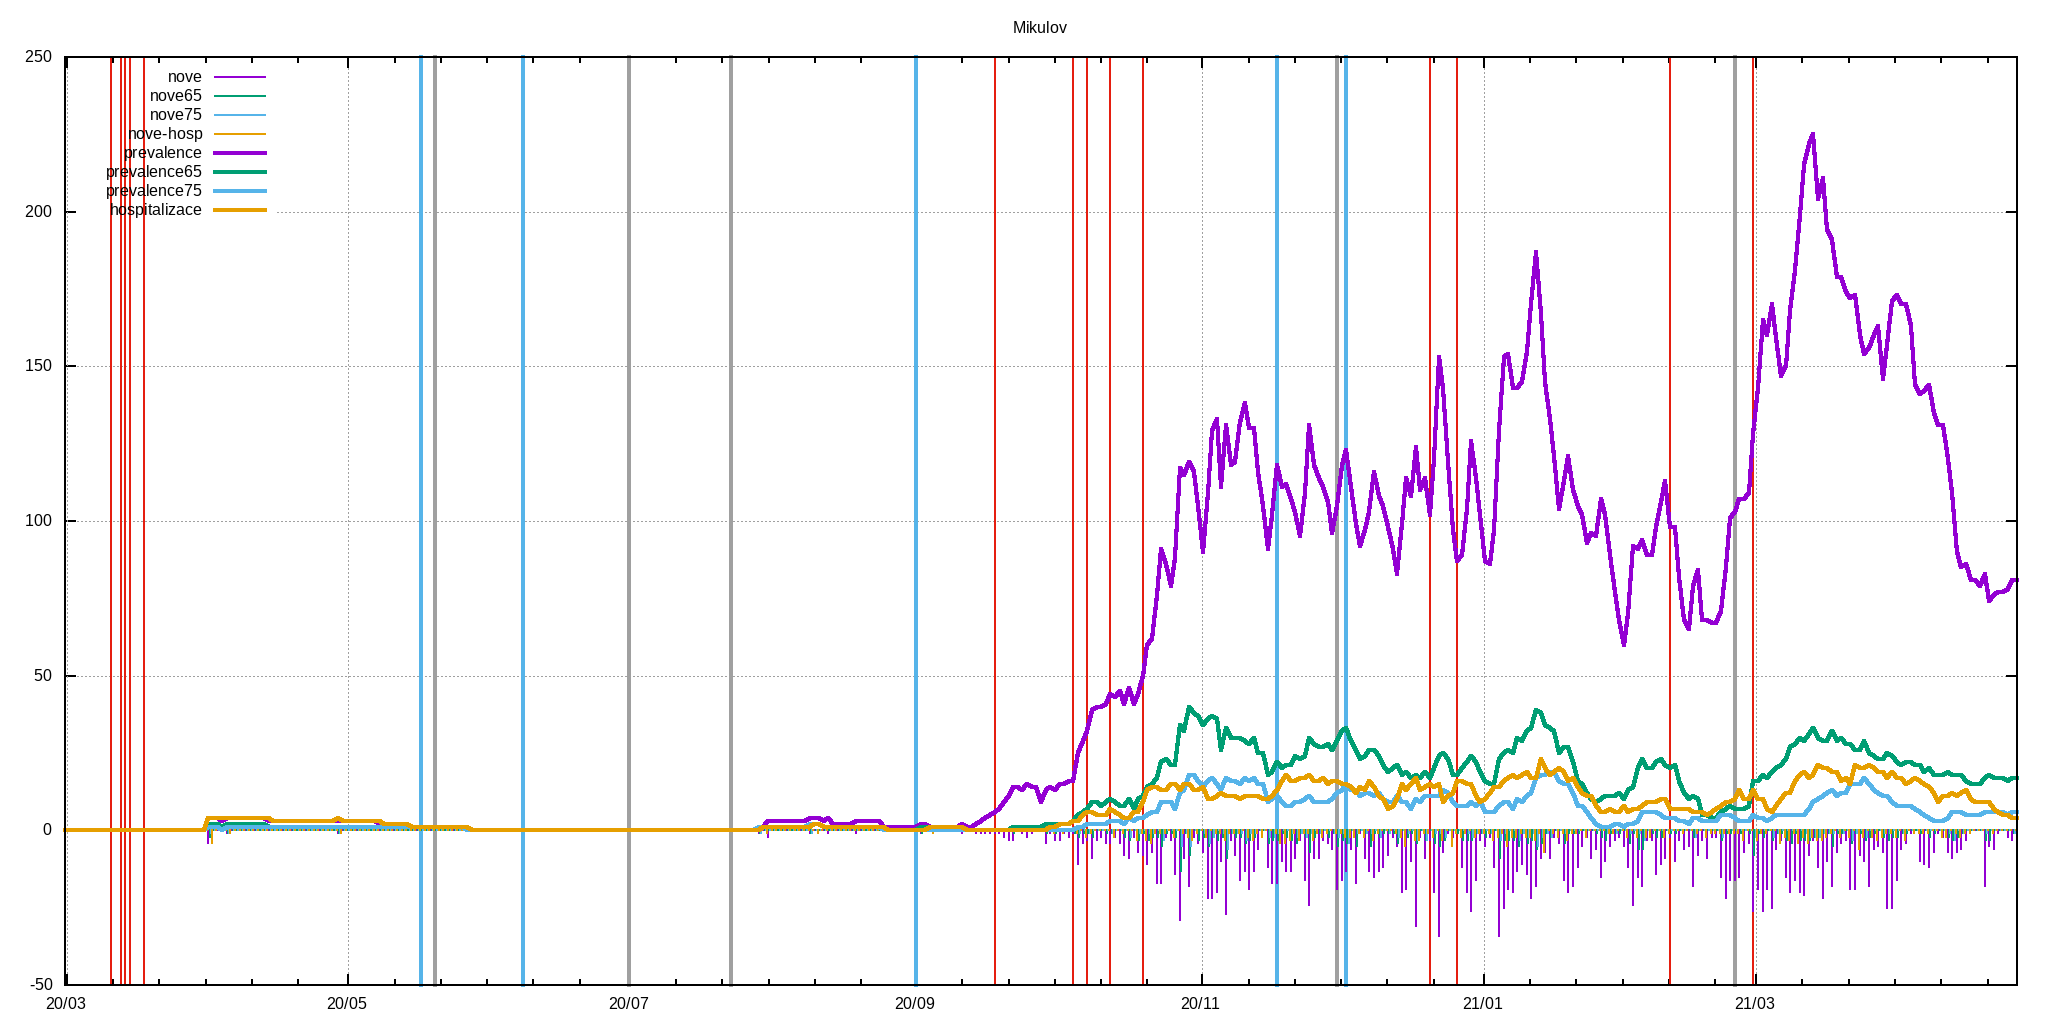 Mikulov
250
200
150
100
50
0
-50
nove
nove65
nove75
nove-hosp
prevalence
prevalence65
prevalence75
hospitalizace
20/03
20/05
20/07
20/09
20/11
21/01
21/03